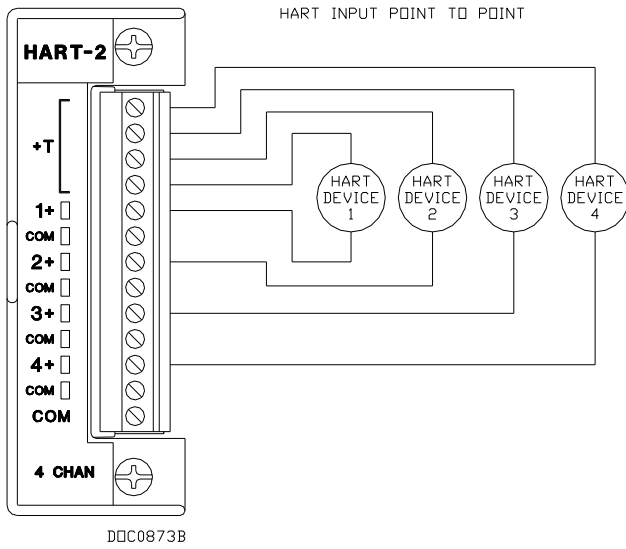 HART INPUT POINT TO POINT
HART-2
+T
1+
COM
2+
COM
3+
COM
4+
COM
COM
4 CHAN
HART
DEVICE
1
HART
DEVICE
2
HART
DEVICE
3
HART
DEVICE
4
DOC0873B